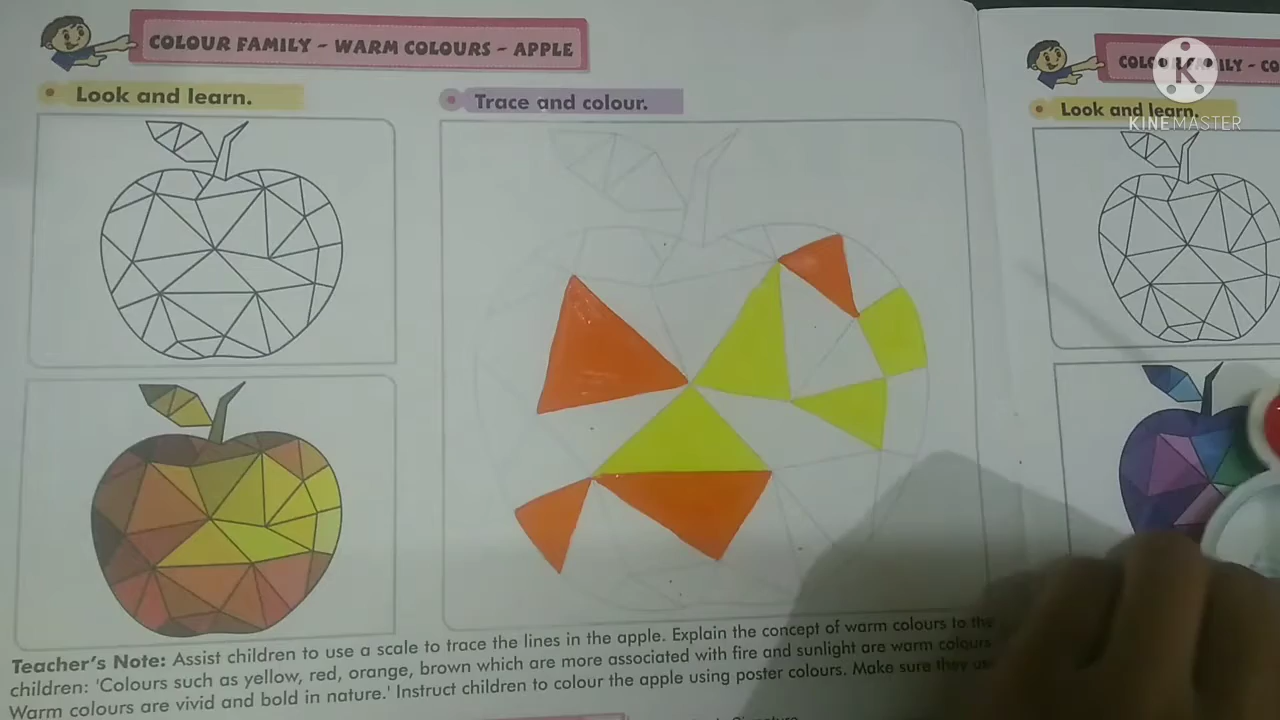 COLOUR FAMILY - WARM COLOURS - APPLE
Look and learn.
Trace and colour.
Teacher's Note: Assist children to use a scale to trace the lines in the apple. Explain the concept of warm colours to the
children: 'Colours such as yellow, red, orange, brown which are more associated with fire and sunlight are warm colours
Warm colours are vivid and bold in nature.' Instruct children to colour the apple using poster colours. Make sure they
Look and learn.
K
KINEMASTER